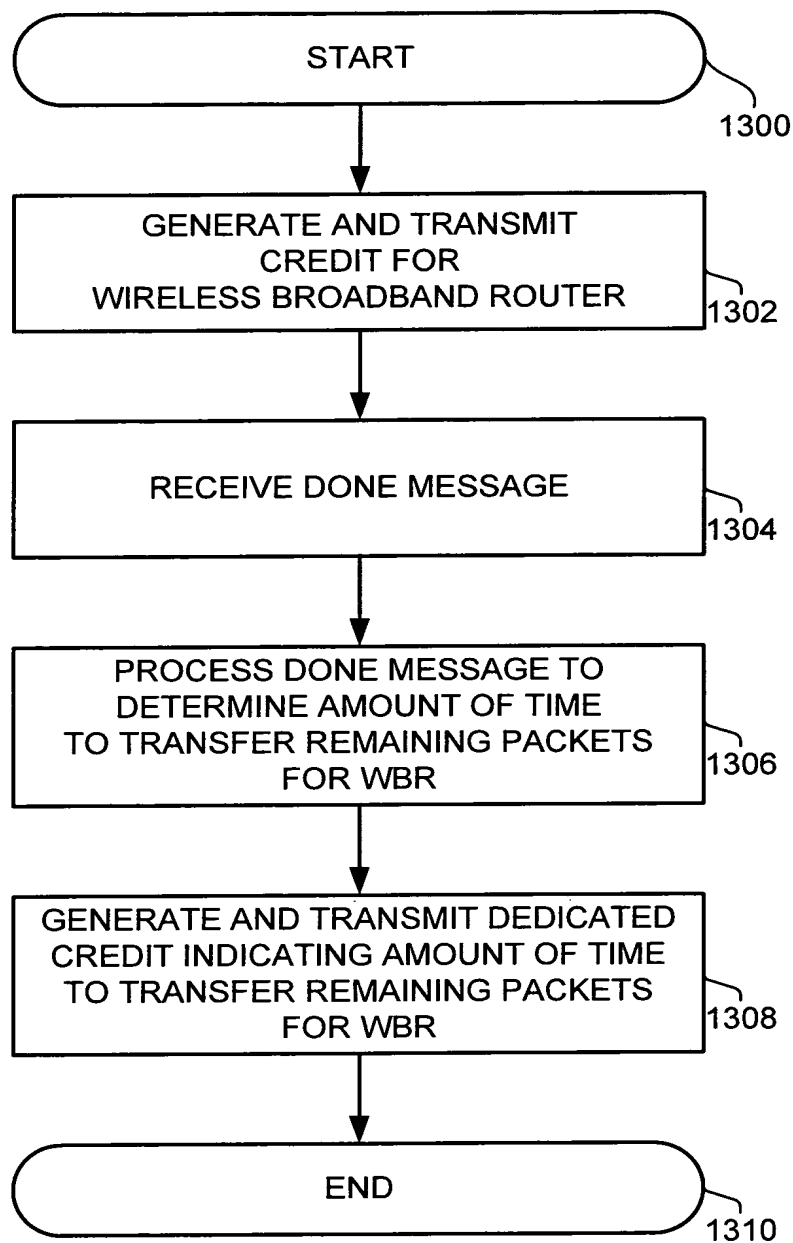 START
1300
GENERATE AND TRANSMIT
CREDIT FOR
WIRELESS BROADBAND ROUTER
1302
RECEIVE DONE MESSAGE
1304
PROCESS DONE MESSAGE TO
DETERMINE AMOUNT OF TIME
TO TRANSFER REMAINING PACKETS
FOR WBR
1306
GENERATE AND TRANSMIT DEDICATED
CREDIT INDICATING AMOUNT OF TIME
TO TRANSFER REMAINING PACKETS
FOR WBR
1308
END
1310